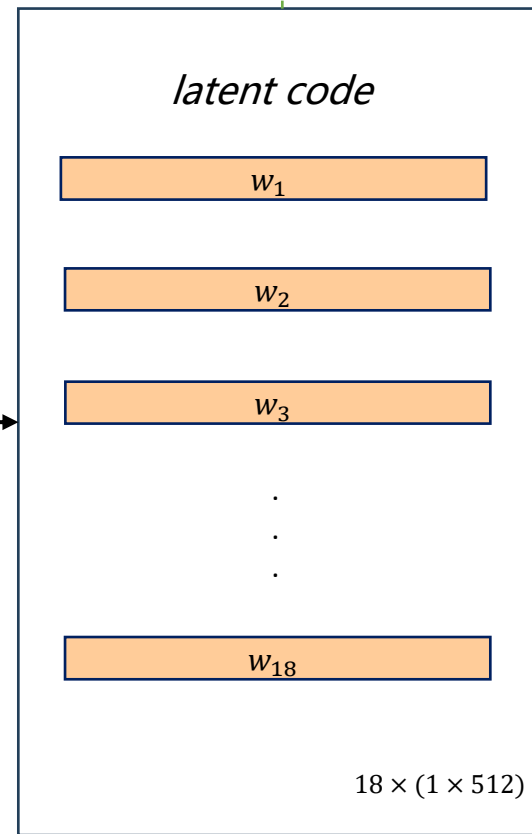 latent code
w₁
w₂
w₃
.
.
.
w₁₈
18 × (1 × 512)